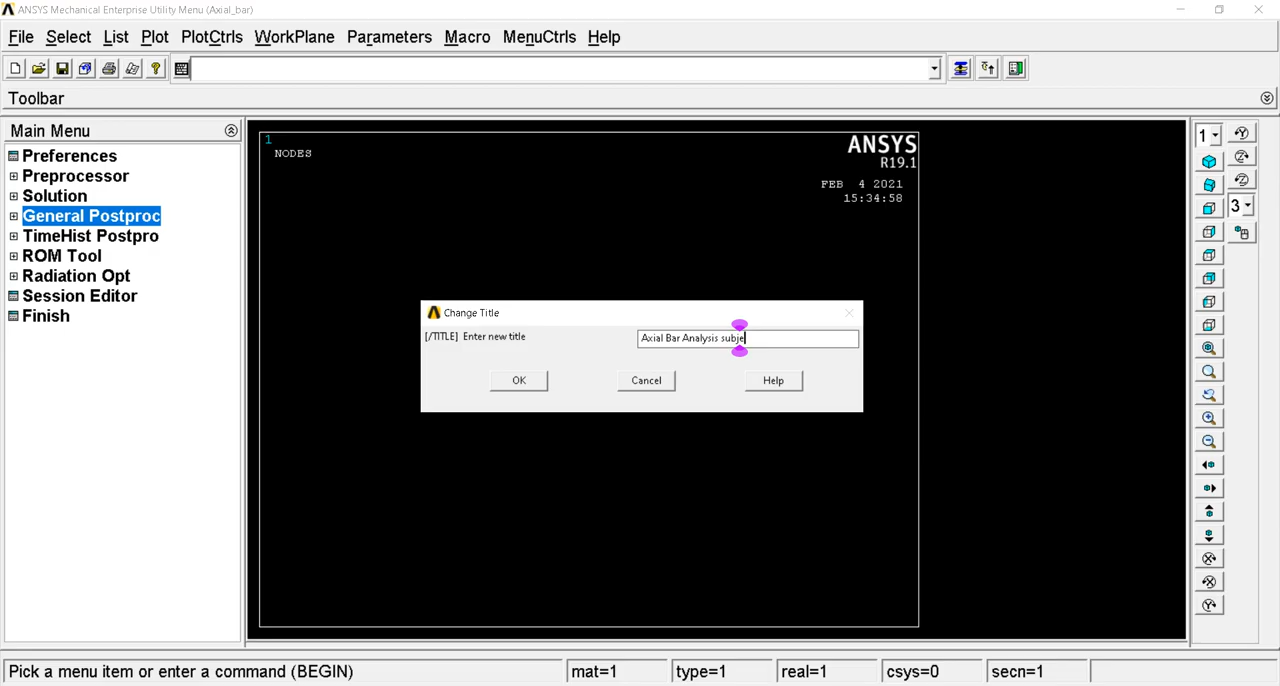 ANSYS Mechanical Enterprise Utility Menu (Axial_bar)
File Select List Plot PlotCtrls WorkPlane Parameters Macro MenuCtrls Help
Toolbar
Main Menu
Preferences
Preprocessor
Solution
General Postproc
TimeHist Postpro
ROM Tool
Radiation Opt
Session Editor
Finish
1
NODES
ANSYS
R19.1
FEB 4 2021
15:34:58
Change Title
[/TITLE] Enter new title
Axial Bar Analysis subje
OK Cancel Help
1
3
Pick a menu item or enter a command (BEGIN) mat=1 type=1 real=1 csys=0 secn=1